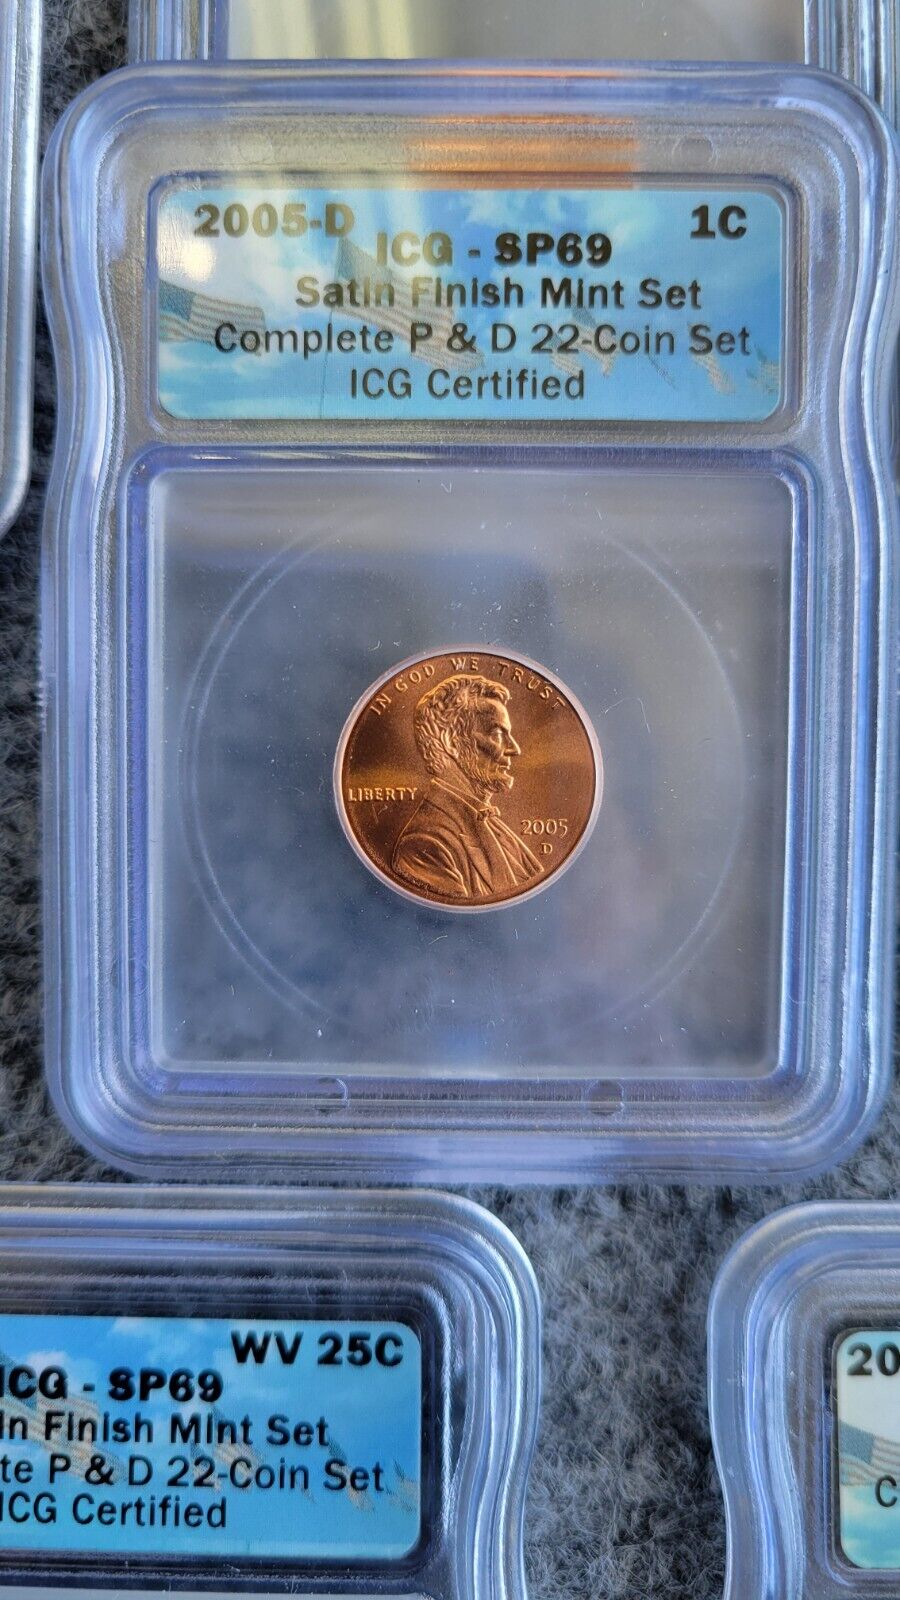 2005-D 1C
ICG - SP69
Satin Finish Mint Set
Complete P & D 22-Coin Set
ICG Certified
IN GOD WE TRUST
LIBERTY
2005
D
WV 25C
ICG - SP69
in Finish Mint Set
te P & D 22-Coin Set
ICG Certified
20
C